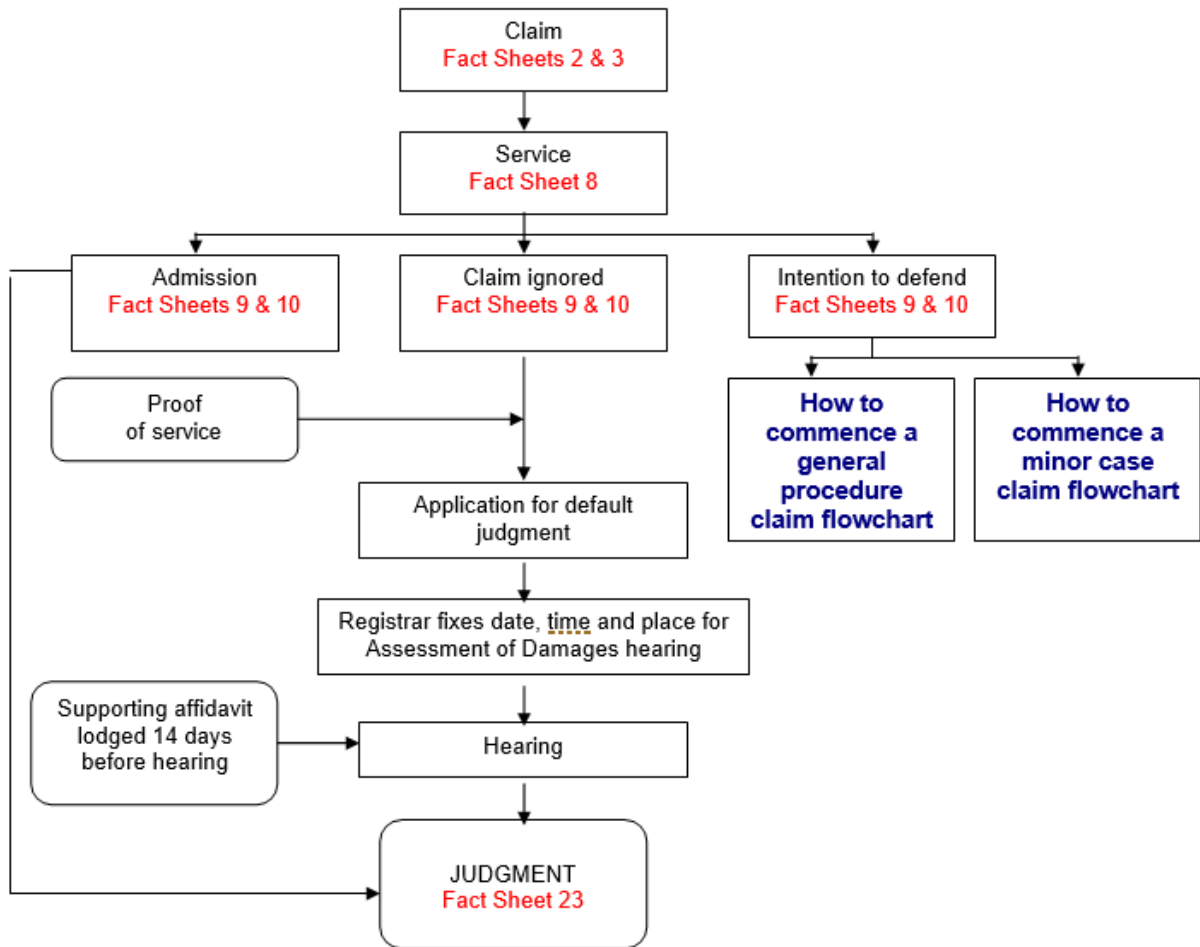 Claim
Fact Sheets 2 & 3
Service
Fact Sheet 8
Admission
Fact Sheets 9 & 10
Claim ignored
Fact Sheets 9 & 10
Intention to defend
Fact Sheets 9 & 10
Proof
of service
How to
commence a
general
procedure
claim flowchart
How to
commence a
minor case
claim flowchart
Application for default
judgment
Registrar fixes date, time and place for
Assessment of Damages hearing
Supporting affidavit
lodged 14 days
before hearing
Hearing
JUDGMENT
Fact Sheet 23